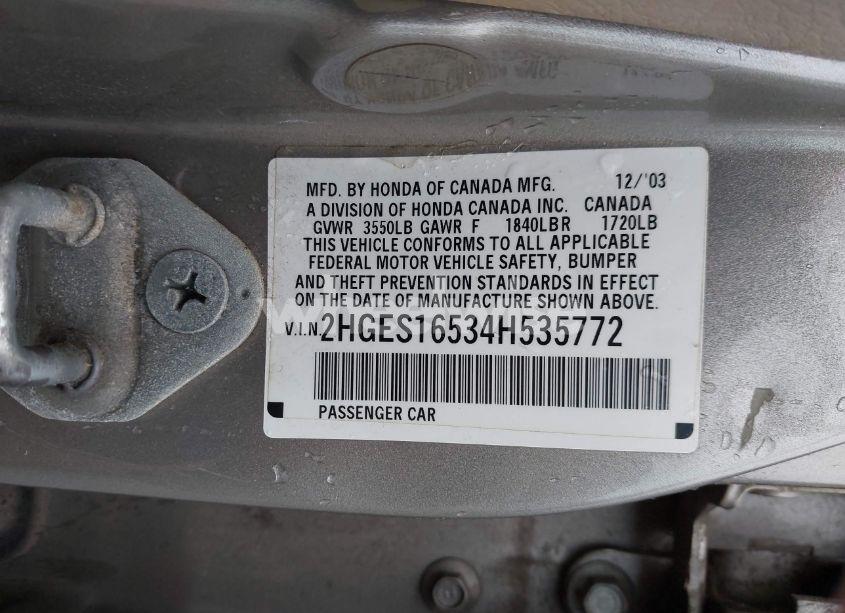 MFD. BY HONDA OF CANADA MFG. 12/'03
A DIVISION OF HONDA CANADA INC. CANADA
GVWR 3550LB GAWR F 1840LBR 1720LB
THIS VEHICLE CONFORMS TO ALL APPLICABLE
FEDERAL MOTOR VEHICLE SAFETY, BUMPER
AND THEFT PREVENTION STANDARDS IN EFFECT
ON THE DATE OF MANUFACTURE SHOWN ABOVE.
V.I.N. 2HGES16534H535772
PASSENGER CAR